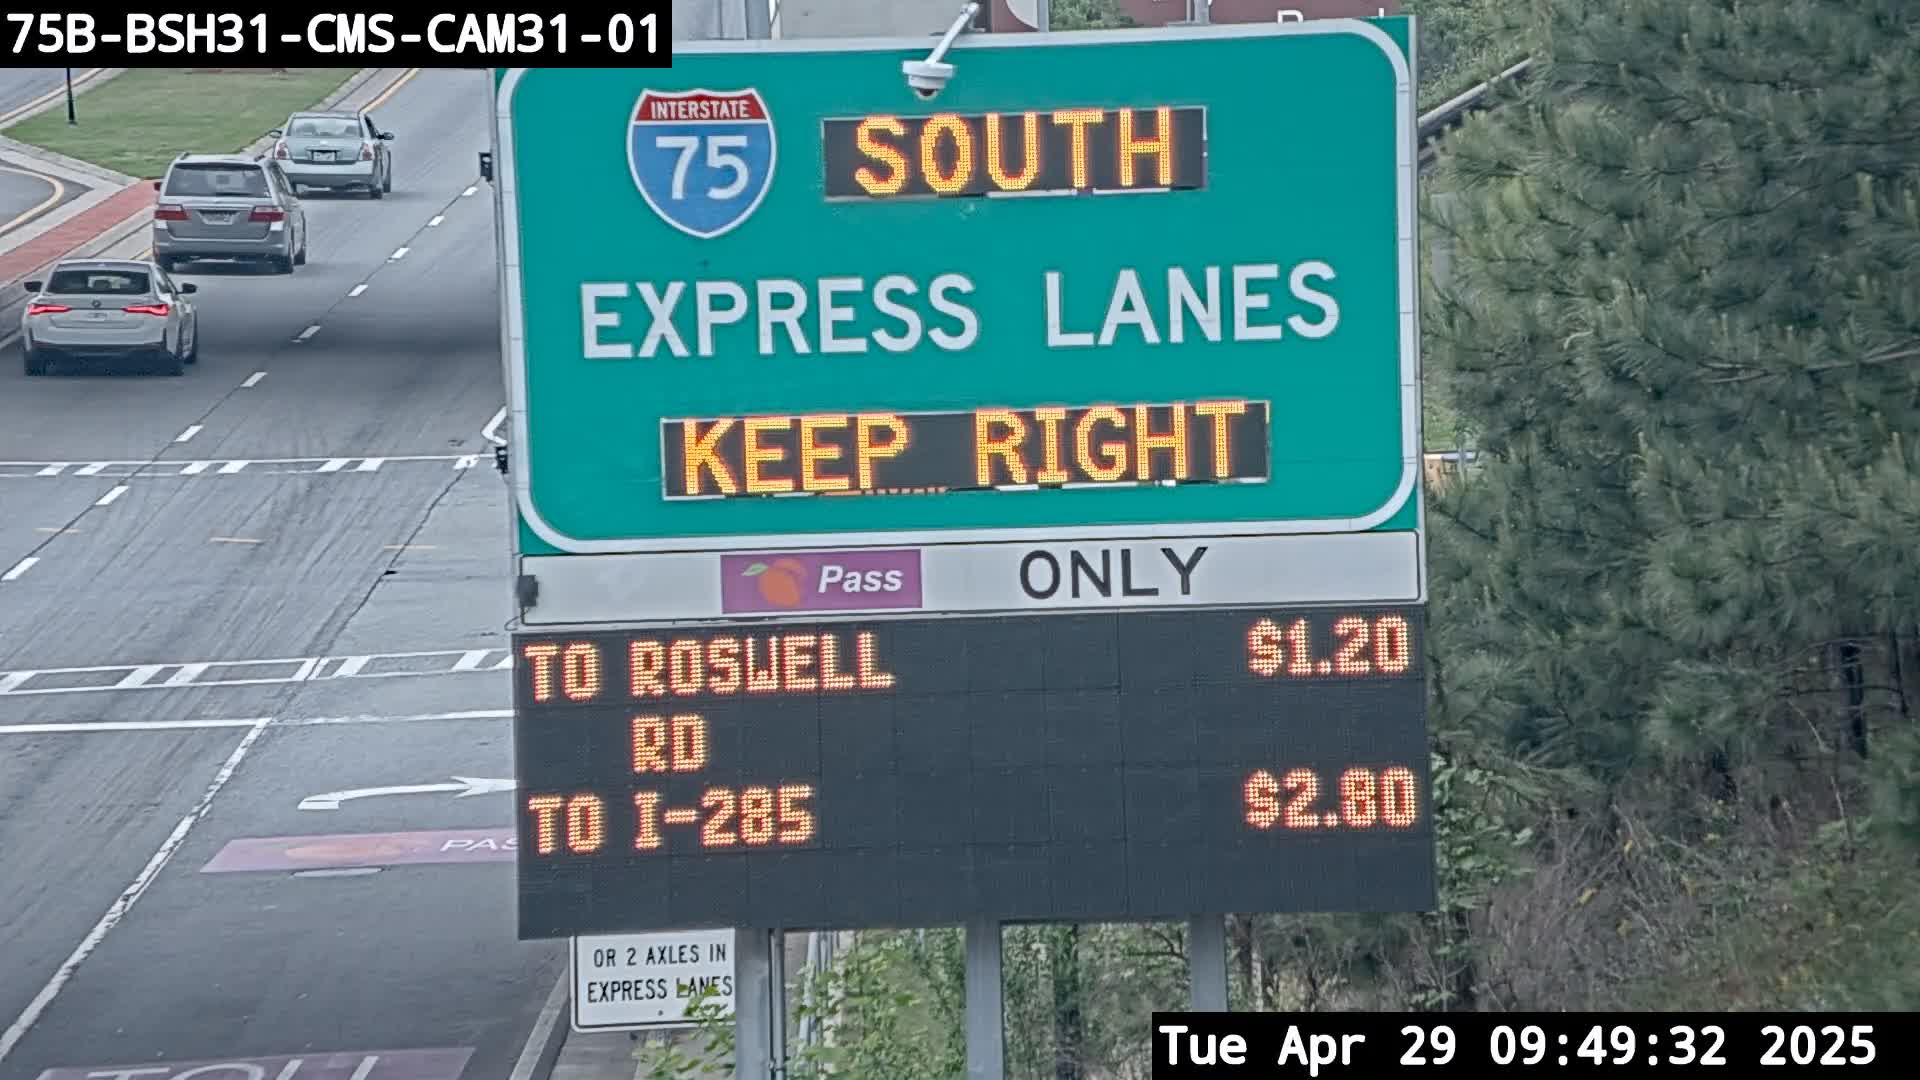 75B-BSH31-CMS-CAM31-01
INTERSTATE
75
SOUTH
EXPRESS LANES
KEEP RIGHT
Pass ONLY
TO ROSWELL $1.20
RD
TO I-285 $2.80
OR 2 AXLES IN
EXPRESS LANES
TOLL
Tue Apr 29 09:49:32 2025